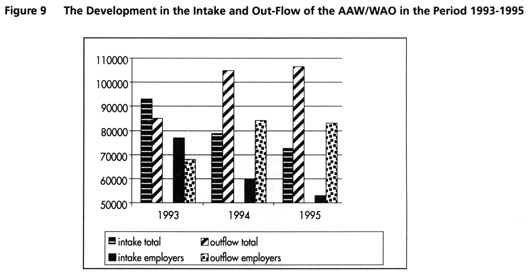 Figure 9 The Development in the Intake and Out-Flow of the AAW/WAO in the Period 1993-1995
110000
100000
90000
80000
70000
60000
50000
1993 1994 1995
intake total outflow total
intake employers outflow employers